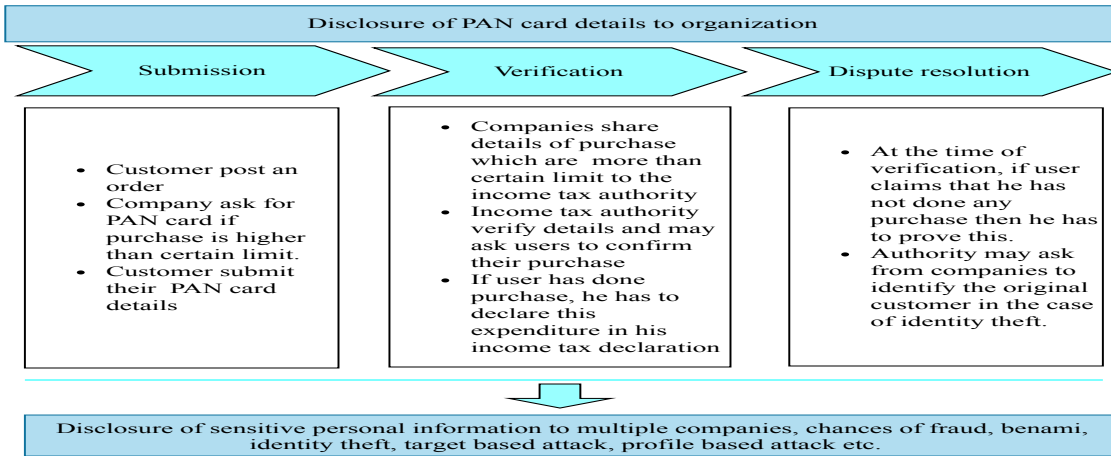 Disclosure of PAN card details to organization
Submission
Verification
Dispute resolution
• Customer post an
order
• Company ask for
PAN card if
purchase is higher
than certain limit.
• Customer submit
their PAN card
details
• Companies share
details of purchase
which are more than
certain limit to the
income tax authority
• Income tax authority
verify details and may
ask users to confirm
their purchase
• If user has done
purchase, he has to
declare this
expenditure in his
income tax declaration
• At the time of
verification, if user
claims that he has
not done any
purchase then he has
to prove this.
• Authority may ask
from companies to
identify the original
customer in the case
of identity theft.
Disclosure of sensitive personal information to multiple companies, chances of fraud, benami,
identity theft, target based attack, profile based attack etc.